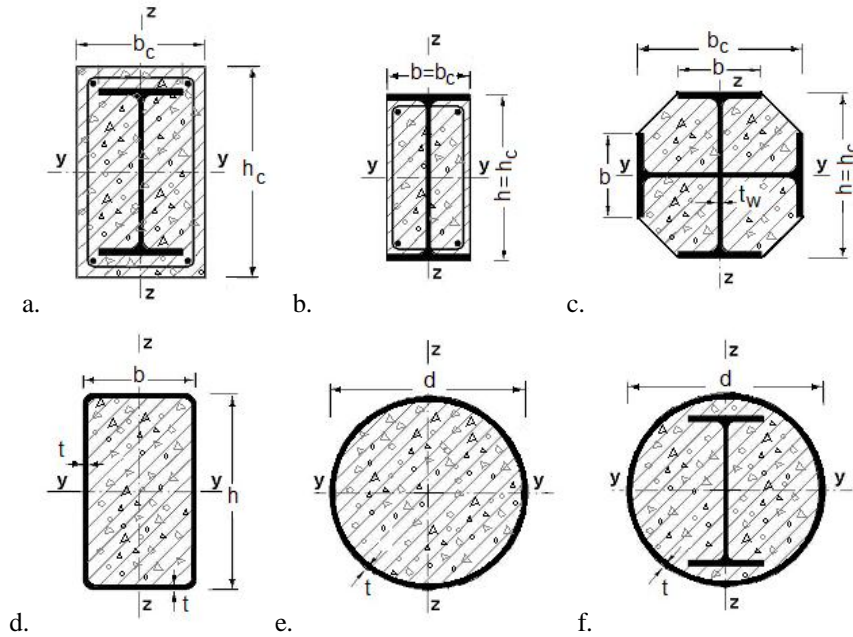 z
b_c
y y h_c
z
a.
z
b=b_c
y y h = h_c
z
b.
b_c
b z
y y b t_w h = h_c
z
c.
z
b
t
y y h
z t
d.
z
d
y y
t z
e.
z
d
y y
t z
f.